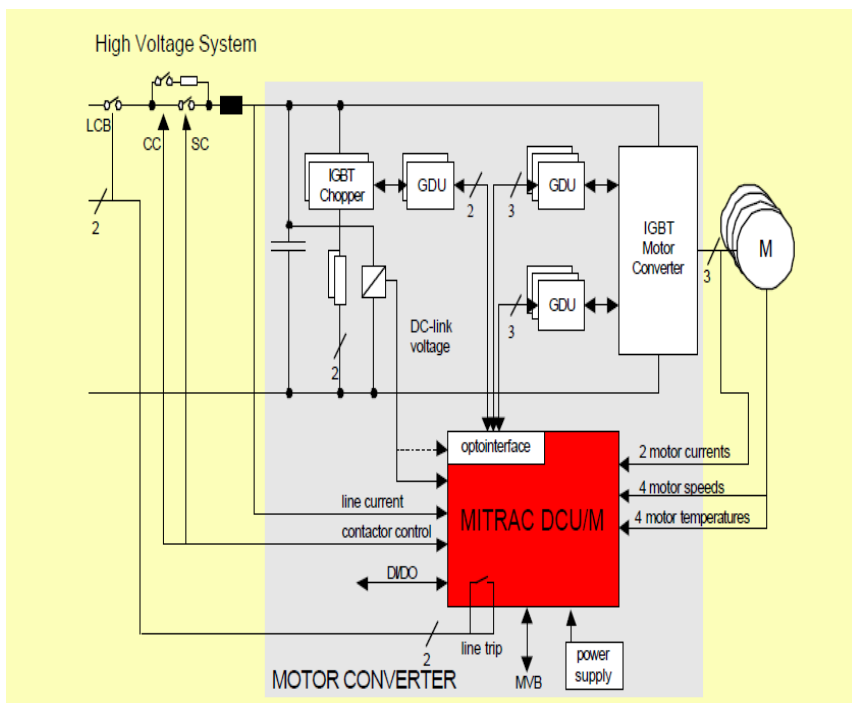 High Voltage System
LCB
CC
SC
2
IGBT
Chopper
GDU
2
3
GDU
IGBT
Motor
Converter
3
M
3
GDU
DC-link
voltage
2
optointerface
MITRAC DCU/M
2 motor currents
4 motor speeds
4 motor temperatures
line current
contactor control
DI/DO
2
line trip
MVB
power
supply
MOTOR CONVERTER